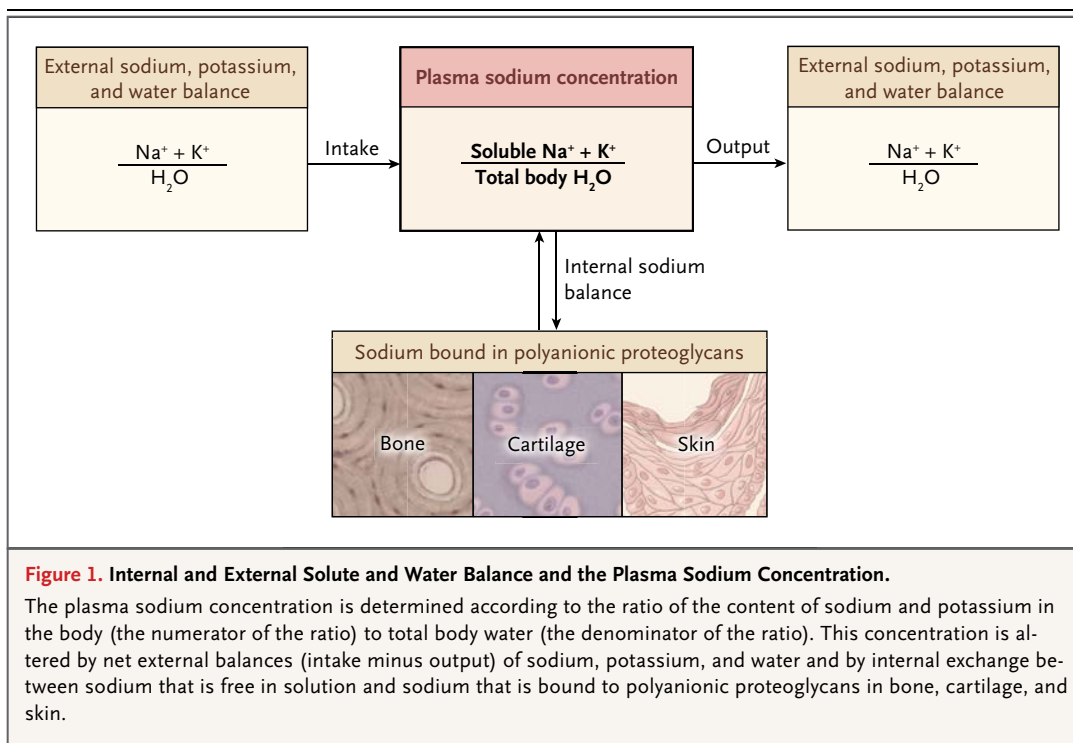 External sodium, potassium,
and water balance
Na⁺ + K⁺
H₂O
Intake
Plasma sodium concentration
Soluble Na⁺ + K⁺
Total body H₂O
Output
External sodium, potassium,
and water balance
Na⁺ + K⁺
H₂O
Internal sodium
balance
Sodium bound in polyanionic proteoglycans
Bone
Cartilage
Skin
Figure 1. Internal and External Solute and Water Balance and the Plasma Sodium Concentration.
The plasma sodium concentration is determined according to the ratio of the content of sodium and potassium in
the body (the numerator of the ratio) to total body water (the denominator of the ratio). This concentration is al-
tered by net external balances (intake minus output) of sodium, potassium, and water and by internal exchange be-
tween sodium that is free in solution and sodium that is bound to polyanionic proteoglycans in bone, cartilage, and
skin.